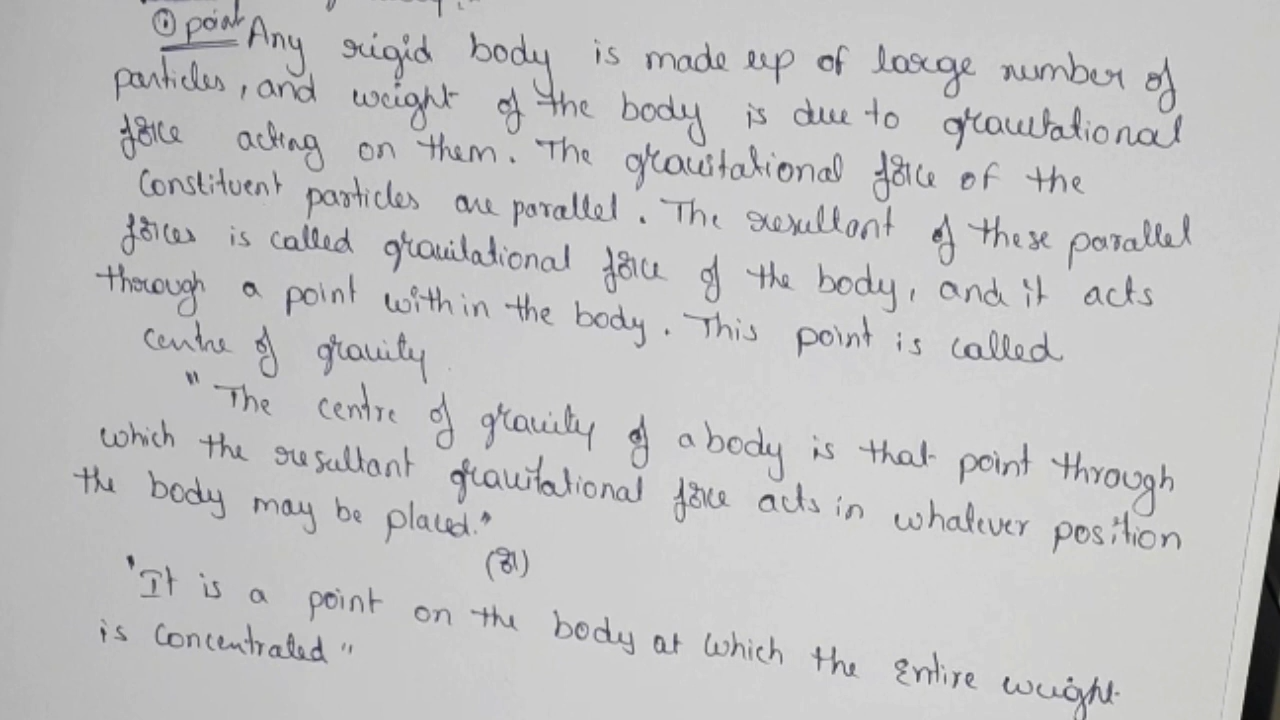 ① point Any rigid body is made up of large number of
particles, and weight of the body is due to gravitational
force acting on them. The gravitational force of the
Constituent particles are parallel. The resultant of these parallel
forces is called gravitational force of the body, and it acts
through a point within the body. This point is called
centre of gravity.
"The centre of gravity of a body is that point through
which the resultant gravitational force acts in whatever position
the body may be placed."
(or)
"It is a point on the body at which the Entire weight
is Concentrated"